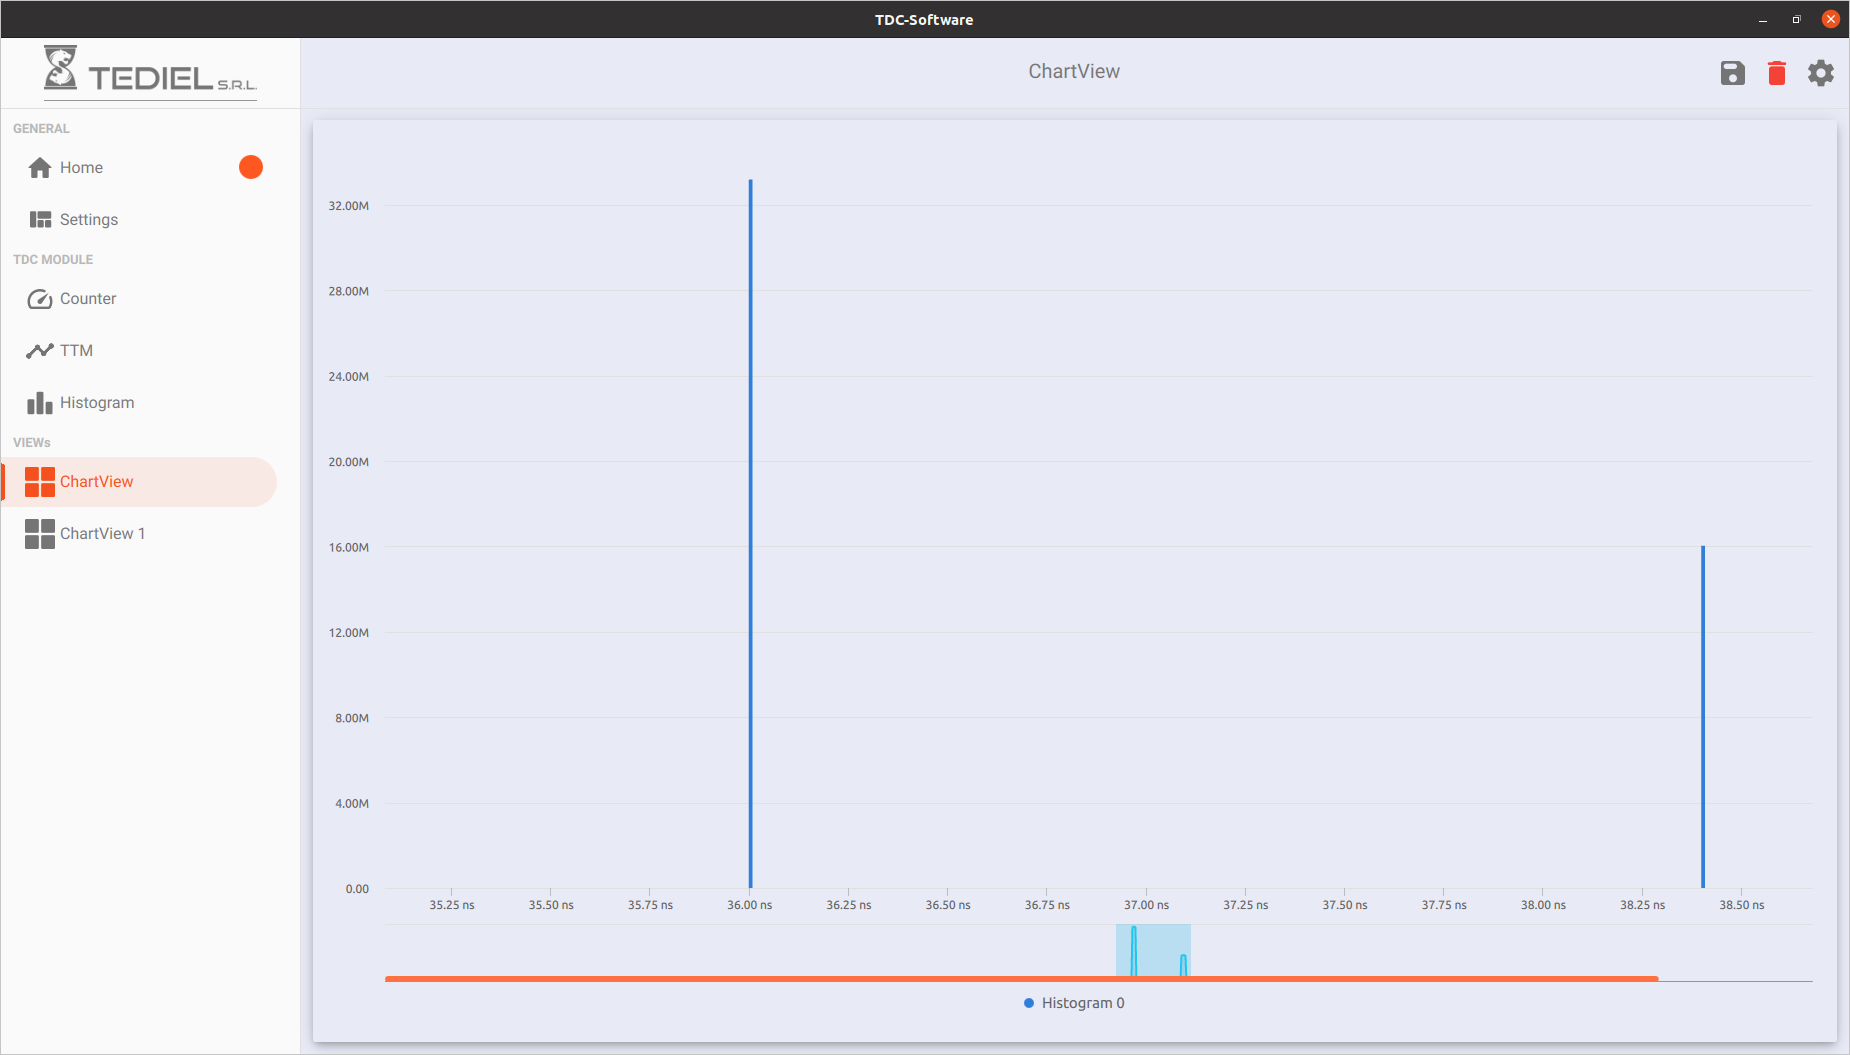 TDC-Software
TEDIEL S.R.L.
ChartView
GENERAL
Home
Settings
TDC MODULE
Counter
TTM
Histogram
VIEWs
ChartView
ChartView 1
32.00M
28.00M
24.00M
20.00M
16.00M
12.00M
8.00M
4.00M
0.00
35.25 ns 35.50 ns 35.75 ns 36.00 ns 36.25 ns 36.50 ns 36.75 ns 37.00 ns 37.25 ns 37.50 ns 37.75 ns 38.00 ns 38.25 ns 38.50 ns
Histogram 0